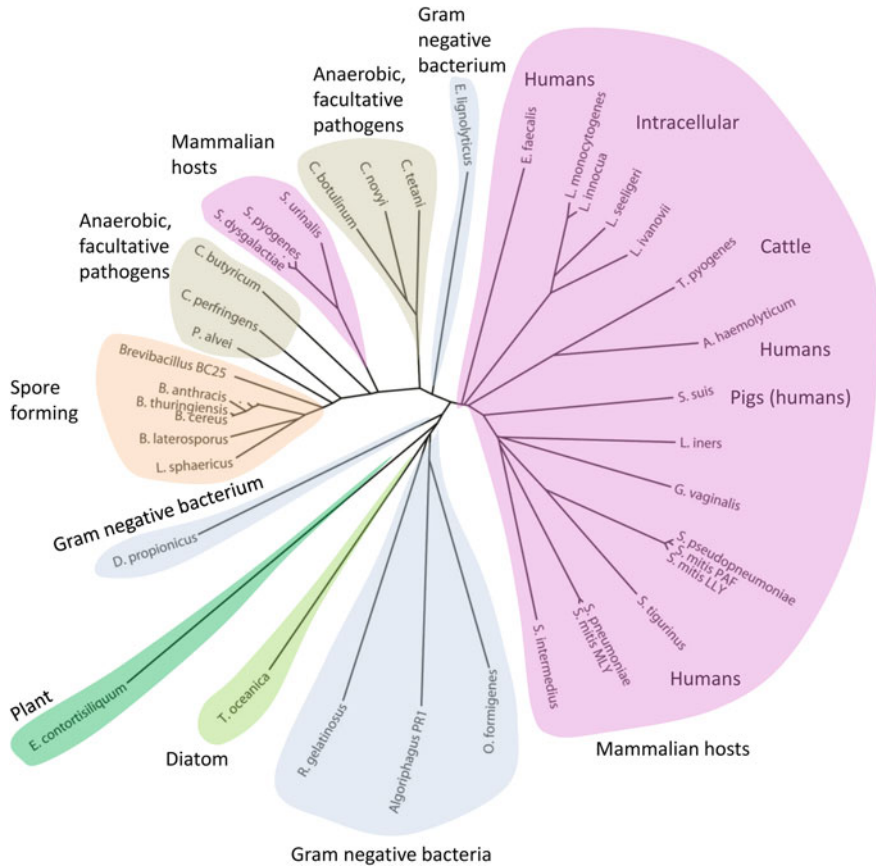 Gram
negative
bacterium
Anaerobic,
facultative
pathogens
Mammalian
hosts
Anaerobic,
facultative
pathogens
Spore
forming
Gram negative bacterium
Plant
Diatom
Gram negative bacteria
Mammalian hosts
Humans
Intracellular
Cattle
Humans
Pigs (humans)
Humans
E. lignolyticus
C. tetani
C. novyi
C. botulinum
S. urinalis
S. pyogenes
S. dysgalactiae
C. butyricum
C. perfringens
P. alvei
Brevibacillus BC25
B. anthracis
B. thuringiensis
B. cereus
B. laterosporus
L. sphaericus
D. propionicus
E. contortisiliquum
T. oceanica
R. gelatinosus
Algoriphagus PR1
O. formigenes
S. intermedius
S. mitis MLY
S. pneumoniae
S. tigurinus
S. mitis LLY
S. mitis PAF
S. pseudopneumoniae
G. vaginalis
L. iners
S. suis
A. haemolyticum
T. pyogenes
L. ivanovii
L. seeligeri
L. innocua
L. monocytogenes
E. faecalis